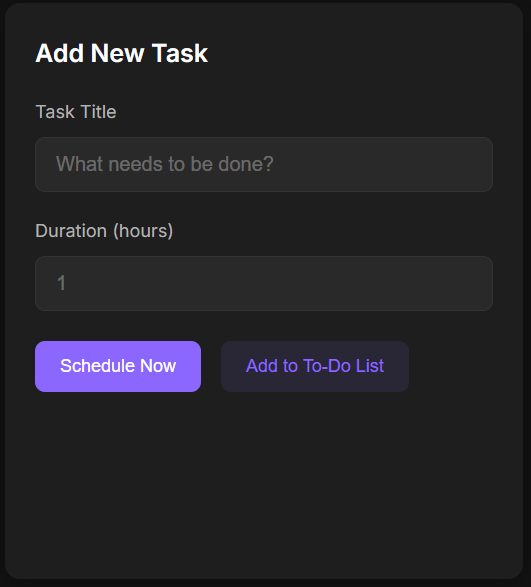 Add New Task
Task Title
What needs to be done?
Duration (hours)
1
Schedule Now
Add to To-Do List